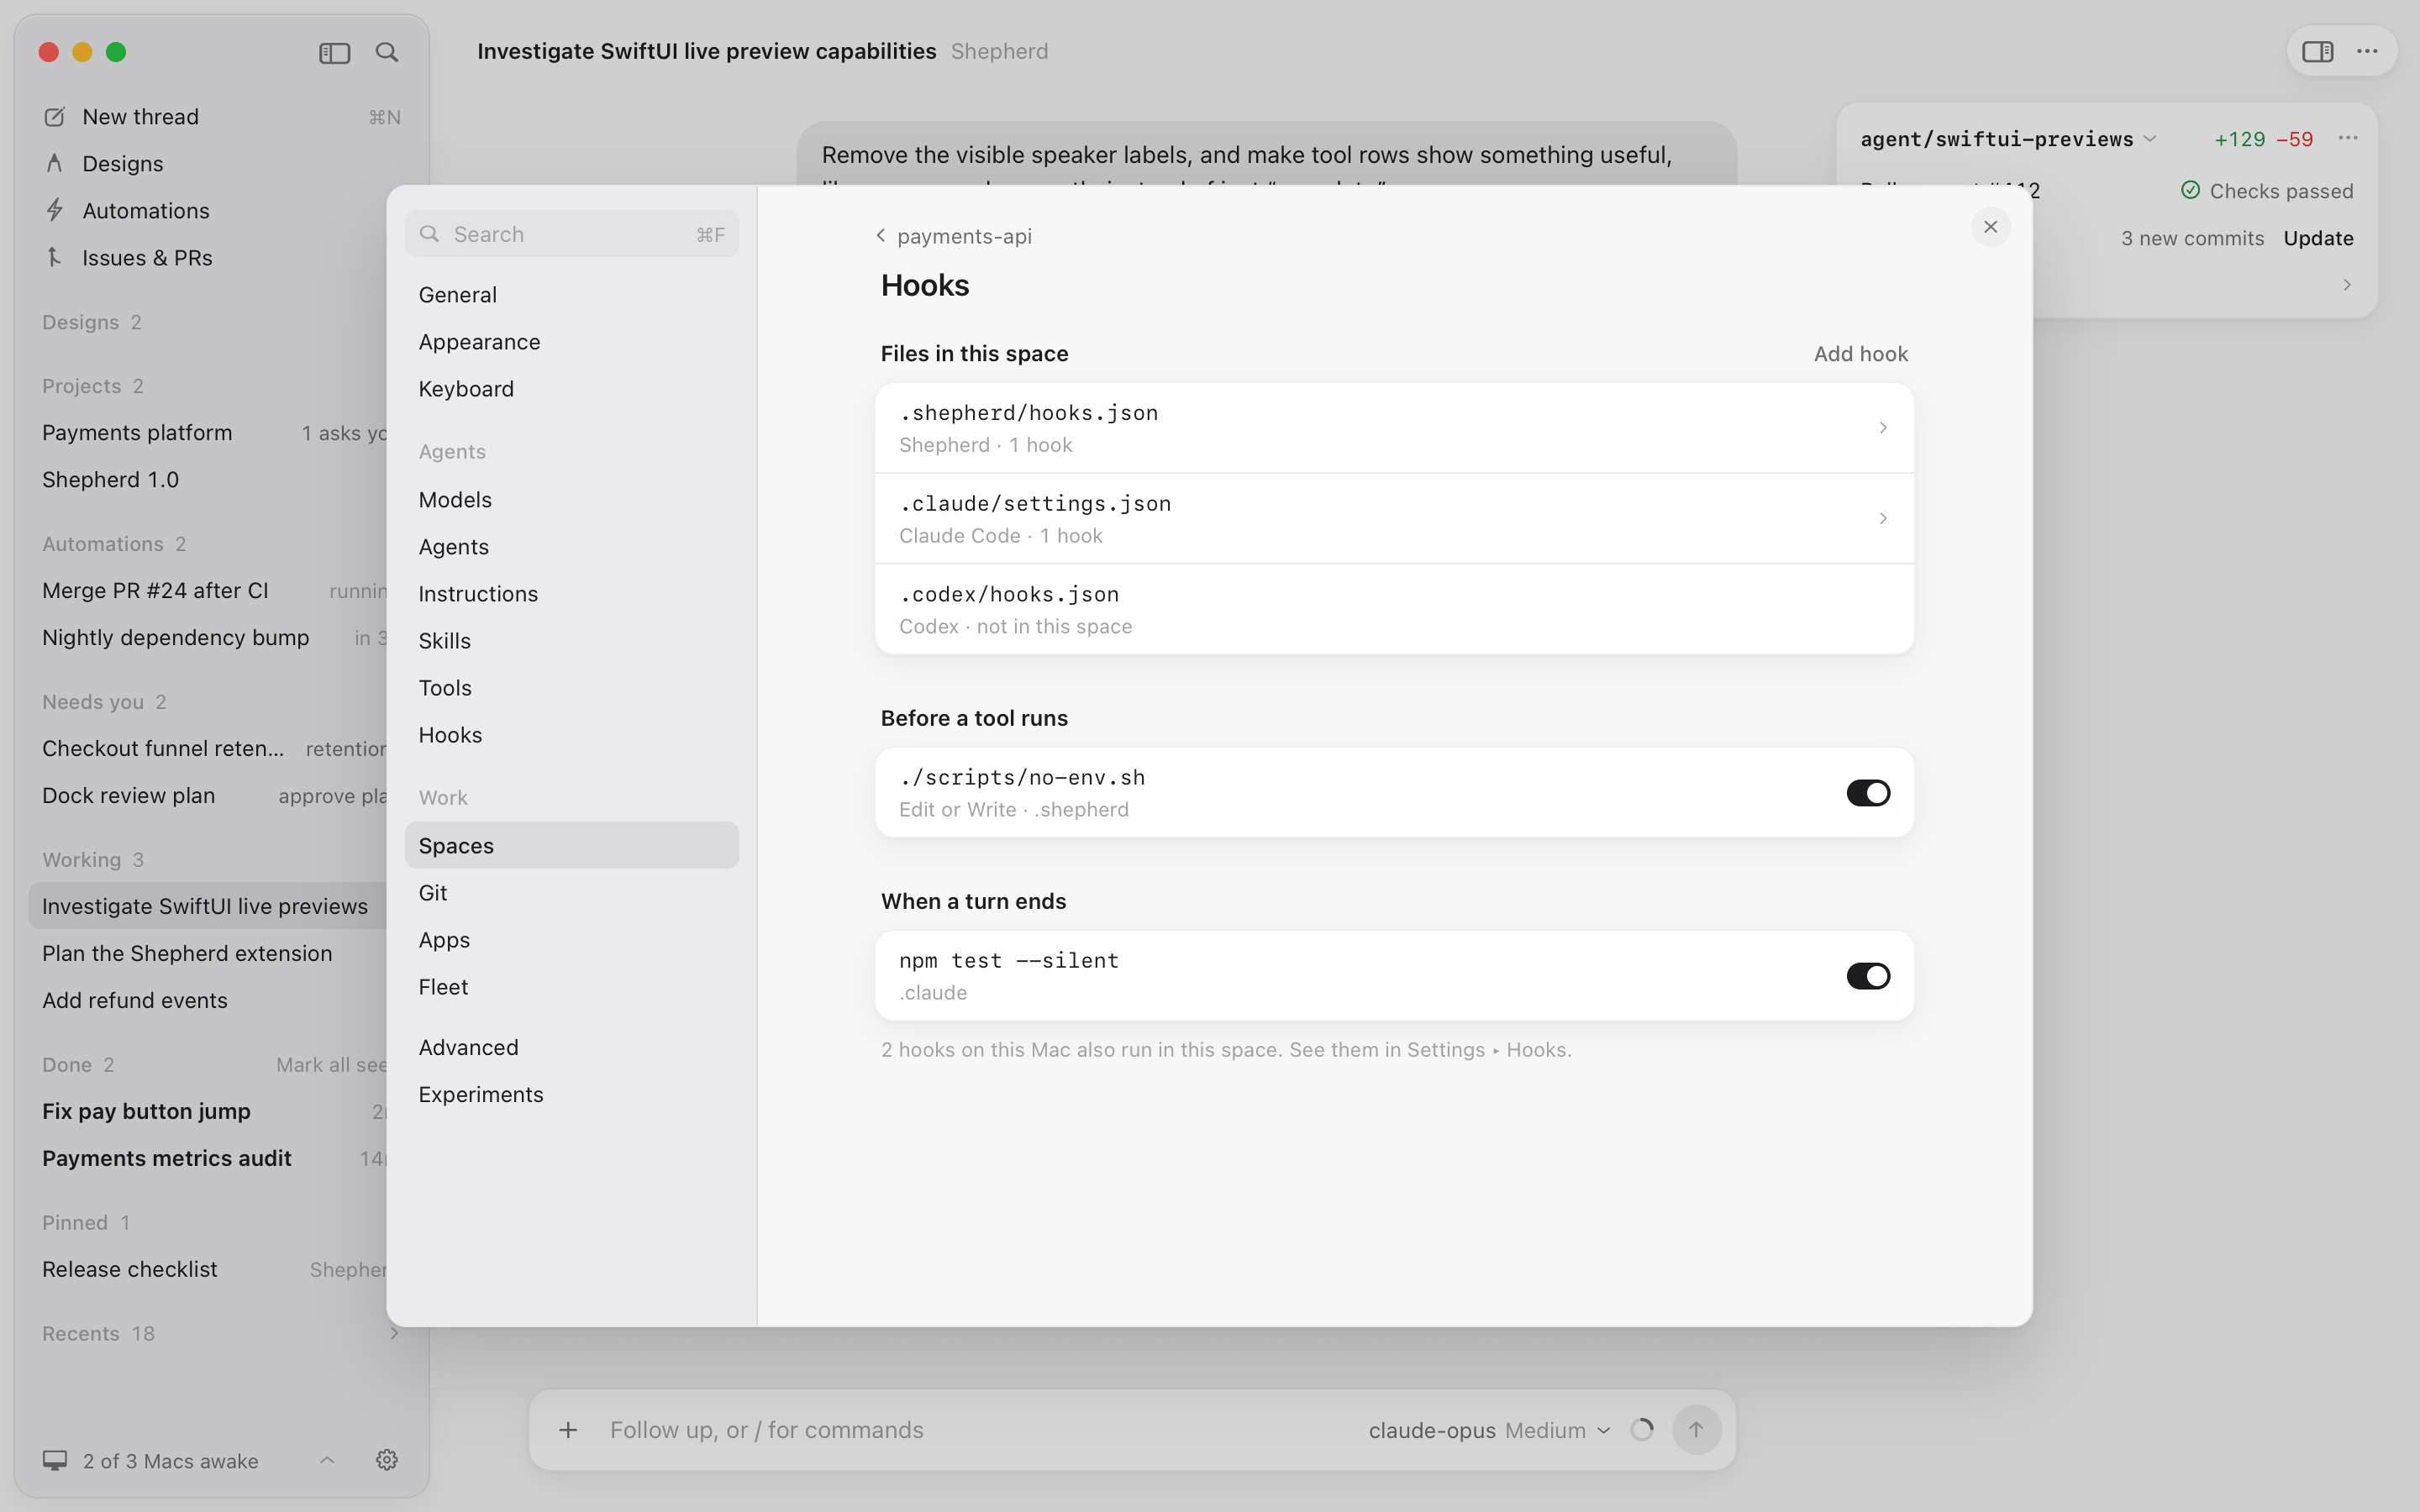 Investigate SwiftUI live preview capabilities Shepherd
New thread ⌘N
Designs
Automations
Issues & PRs
Designs 2
Projects 2
Payments platform 1 asks yo
Shepherd 1.0
Automations 2
Merge PR #24 after CI runnin
Nightly dependency bump in 3
Needs you 2
Checkout funnel reten... retention
Dock review plan approve pla
Working 3
Investigate SwiftUI live previews
Plan the Shepherd extension
Add refund events
Done 2 Mark all see
Fix pay button jump 2
Payments metrics audit 14
Pinned 1
Release checklist Shepher
Recents 18
2 of 3 Macs awake
Remove the visible speaker labels, and make tool rows show something useful,
agent/swiftui-previews +129 −59
Checks passed
3 new commits Update
Search ⌘F
General
Appearance
Keyboard
Agents
Models
Agents
Instructions
Skills
Tools
Hooks
Work
Spaces
Git
Apps
Fleet
Advanced
Experiments
payments-api
Hooks
Files in this space Add hook
.shepherd/hooks.json
Shepherd · 1 hook
.claude/settings.json
Claude Code · 1 hook
.codex/hooks.json
Codex · not in this space
Before a tool runs
./scripts/no-env.sh
Edit or Write · .shepherd
When a turn ends
npm test --silent
.claude
2 hooks on this Mac also run in this space. See them in Settings ▸ Hooks.
Follow up, or / for commands claude-opus Medium